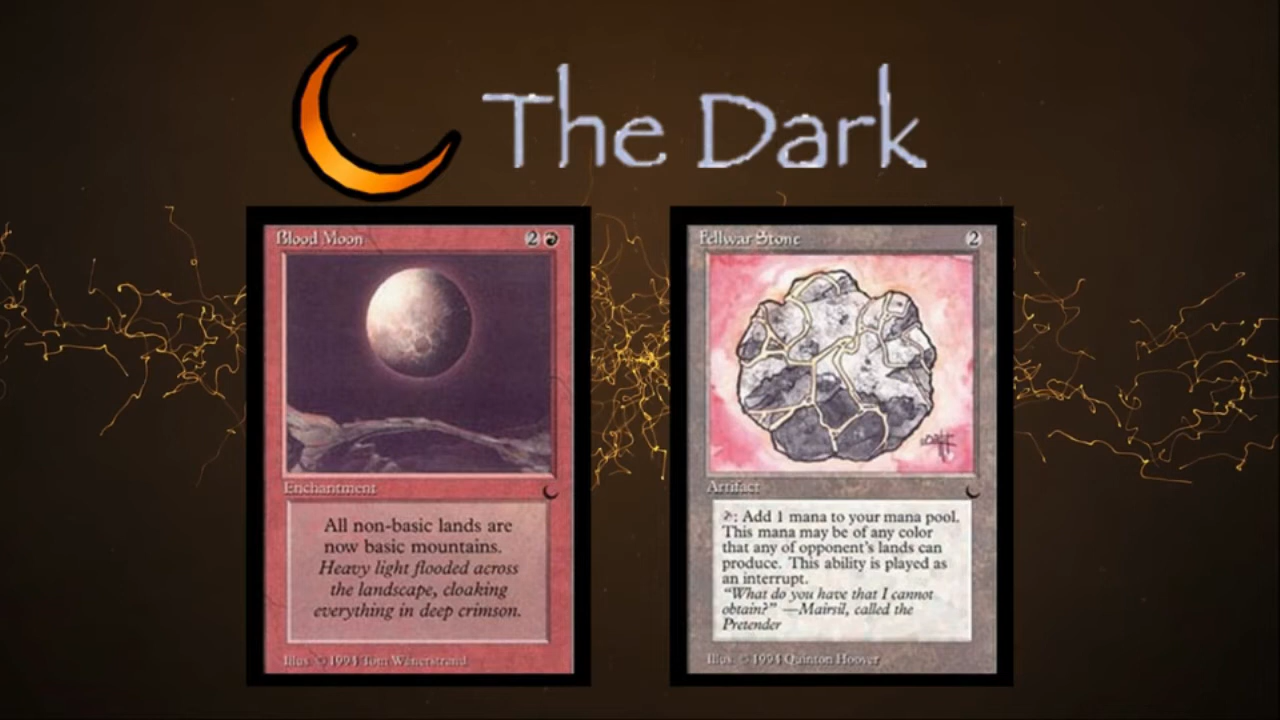 The Dark
Blood Moon 2
Enchantment
All non-basic lands are
now basic mountains.
Heavy light flooded across
the landscape, cloaking
everything in deep crimson.
Illus. © 1994 Tom Wänerstrand
Fellwar Stone 2
Artifact
: Add 1 mana to your mana pool.
This mana may be of any color
that any of opponent's lands can
produce. This ability is played as
an interrupt.
"What do you have that I cannot
obtain?" —Mairsil, called the
Pretender
Illus. © 1994 Quinton Hoover